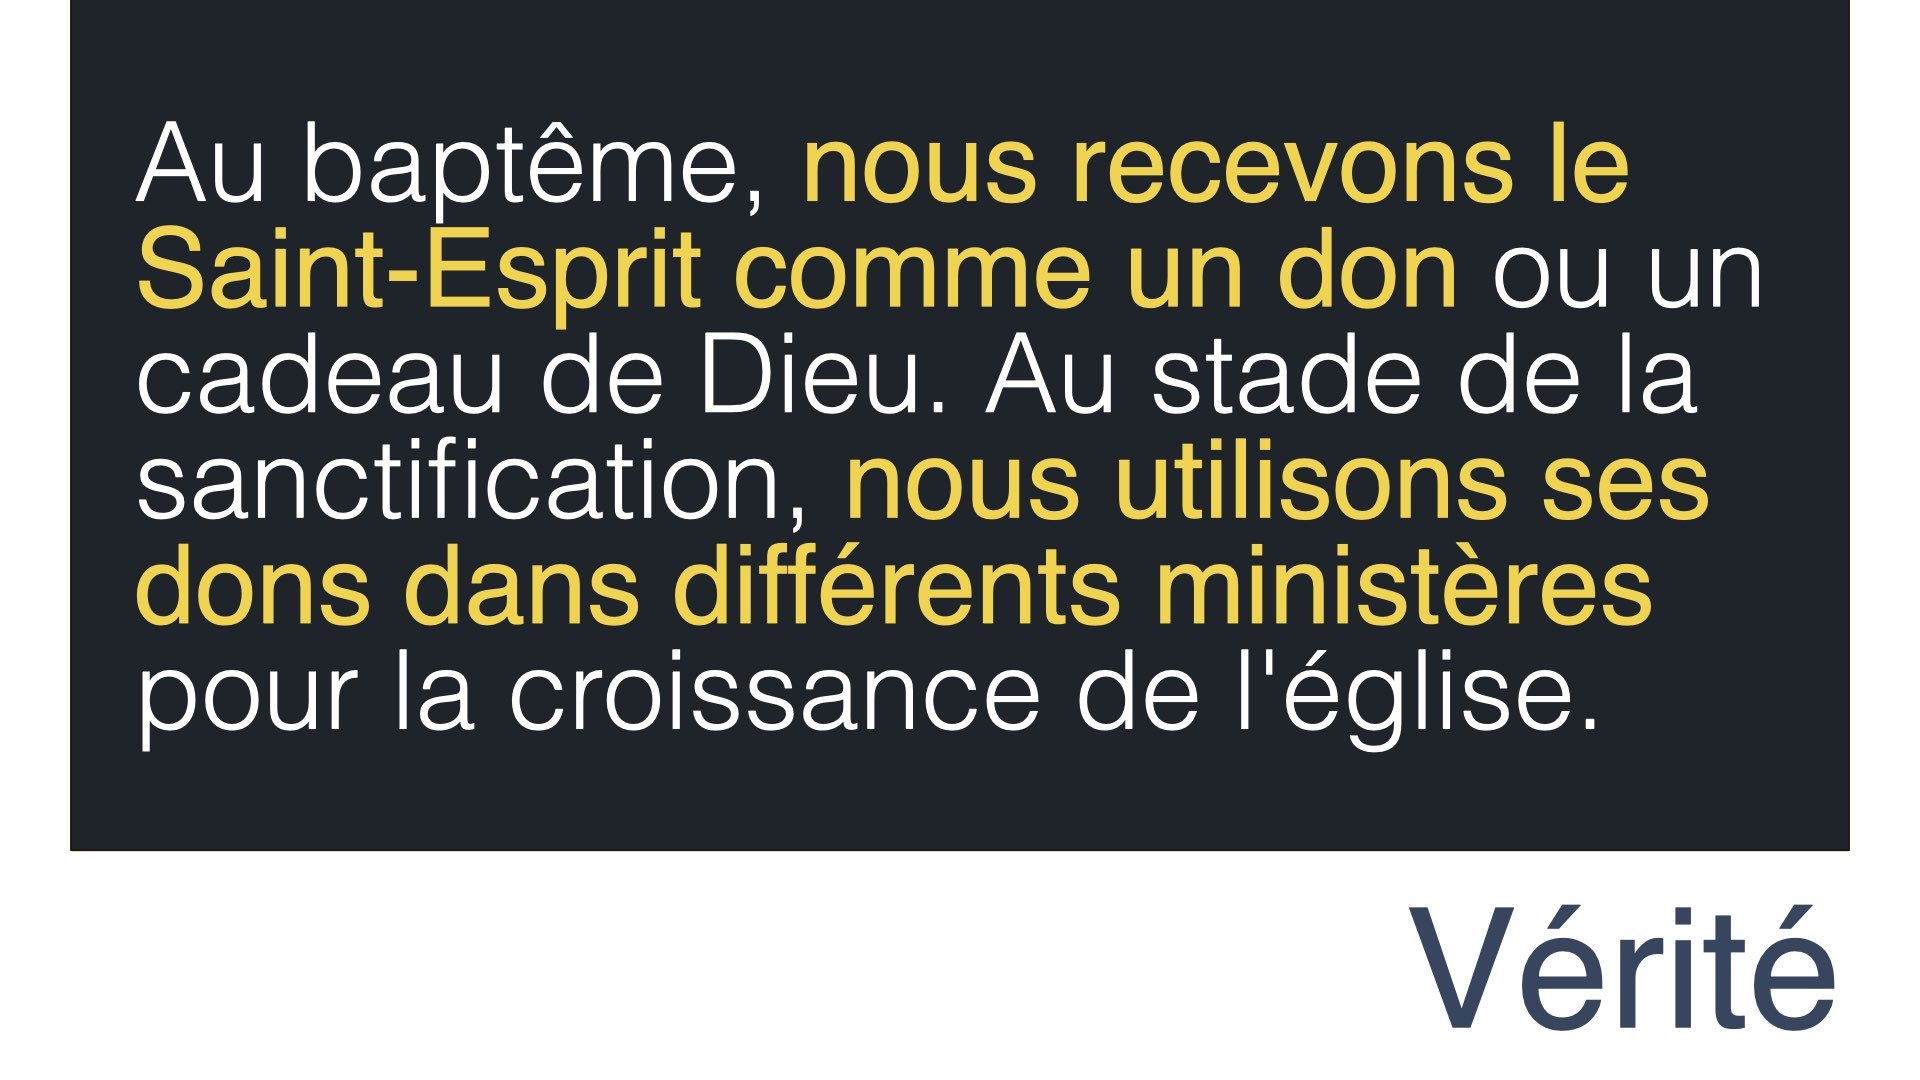 Au baptême, nous recevons le
Saint-Esprit comme un don ou un
cadeau de Dieu. Au stade de la
sanctification, nous utilisons ses
dons dans différents ministères
pour la croissance de l'église.
Vérité